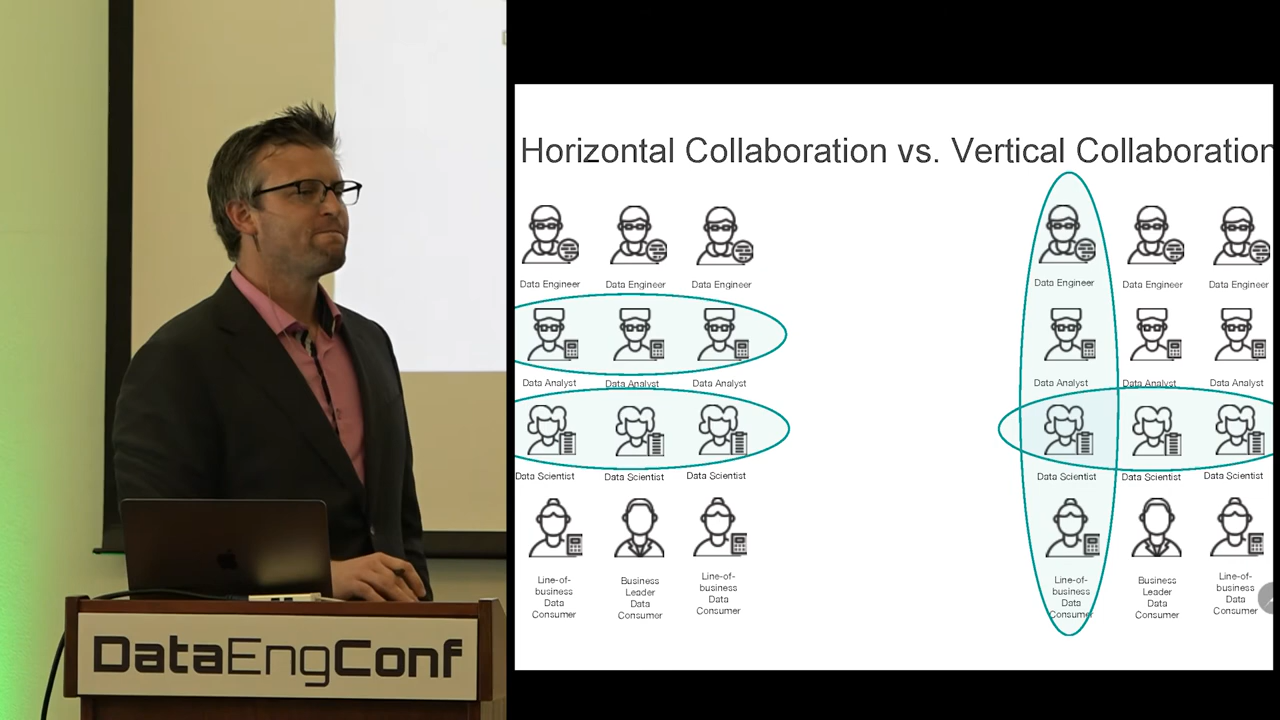 Horizontal Collaboration vs. Vertical Collaboration
Data Engineer
Data Engineer
Data Engineer
Data Engineer
Data Engineer
Data Engineer
Data Analyst
Data Analyst
Data Analyst
Data Analyst
Data Analyst
Data Analyst
Data Scientist
Data Scientist
Data Scientist
Data Scientist
Data Scientist
Data Scientist
Line-of-
business
Data
Consumer
Business
Leader
Data
Consumer
Line-of-
business
Data
Consumer
Line-of-
business
Data
Consumer
Business
Leader
Data
Consumer
Line-of-
business
Data
Consumer
DataEngConf